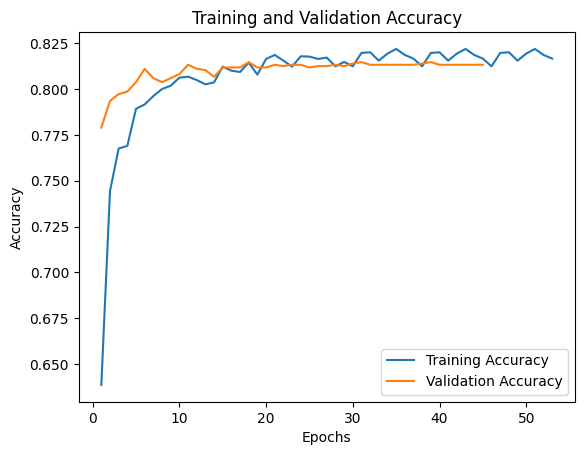 Training and Validation Accuracy
Accuracy
0.825
0.800
0.775
0.750
0.725
0.700
0.675
0.650
0 10 20 30 40 50
Epochs
Training Accuracy
Validation Accuracy